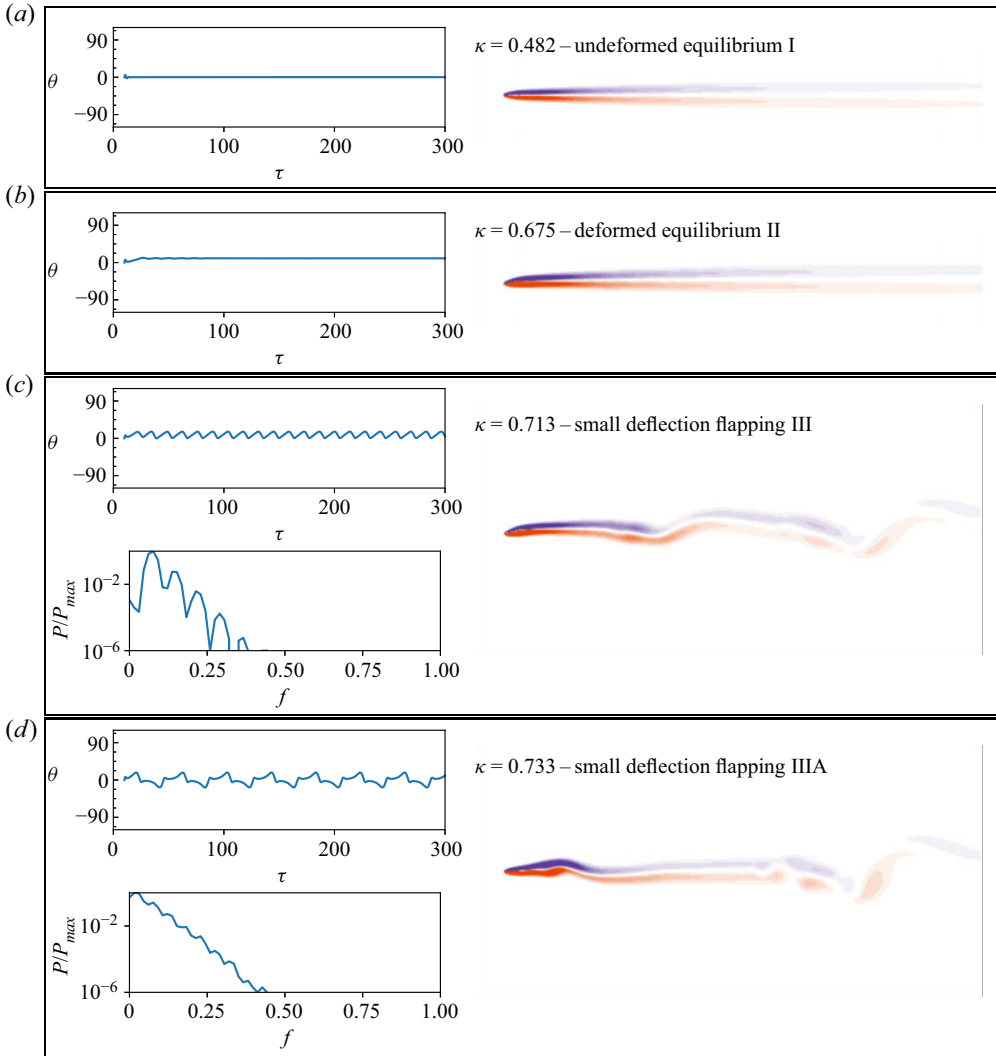 (a)
90
0
−90
θ
0
100
200
300
τ
κ = 0.482 – undeformed equilibrium I
(b)
90
0
−90
θ
0
100
200
300
τ
κ = 0.675 – deformed equilibrium II
(c)
90
0
−90
θ
0
100
200
300
τ
κ = 0.713 – small deflection flapping III
P/Pmax
10−2
10−6
0
0.25
0.50
0.75
1.00
f
(d)
90
0
−90
θ
0
100
200
300
τ
κ = 0.733 – small deflection flapping IIIA
P/Pmax
10−2
10−6
0
0.25
0.50
0.75
1.00
f